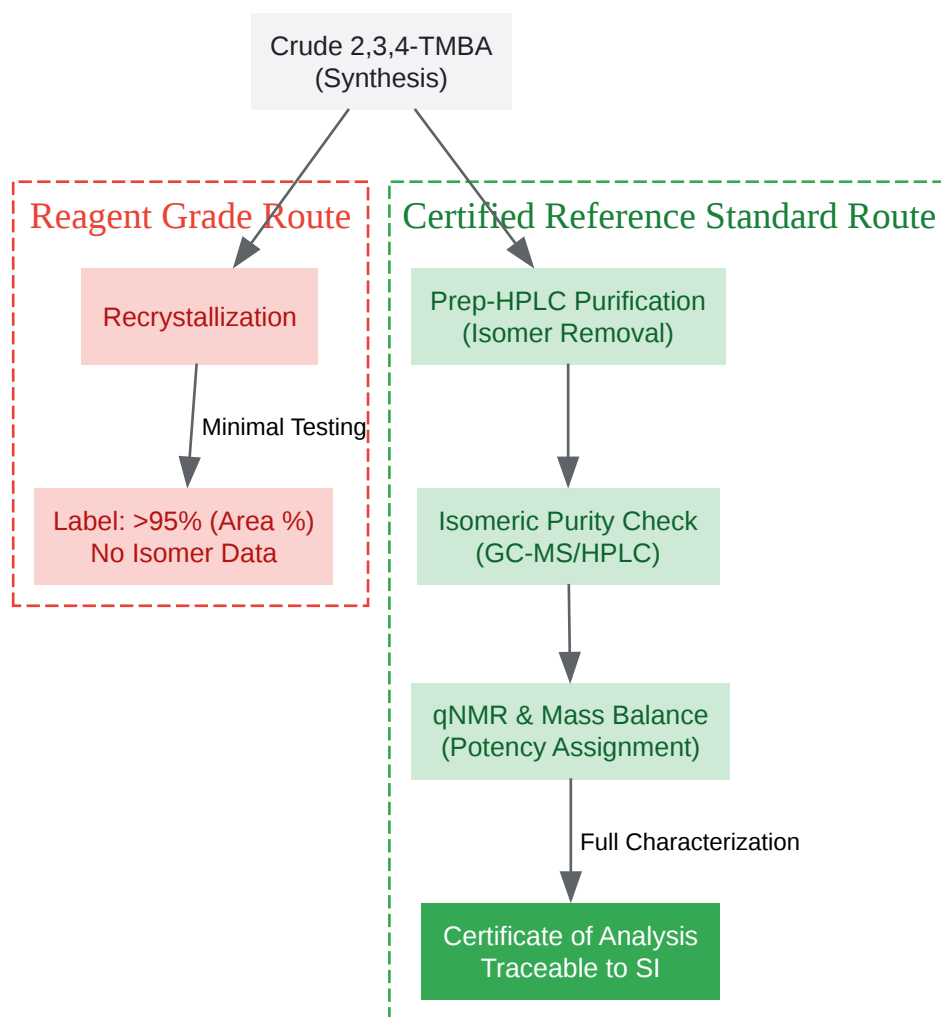 Crude 2,3,4-TMBA
(Synthesis)
Reagent Grade Route
Recrystallization
Minimal Testing
Label: >95% (Area %)
No Isomer Data
Certified Reference Standard Route
Prep-HPLC Purification
(Isomer Removal)
Isomeric Purity Check
(GC-MS/HPLC)
qNMR & Mass Balance
(Potency Assignment)
Full Characterization
Certificate of Analysis
Traceable to SI